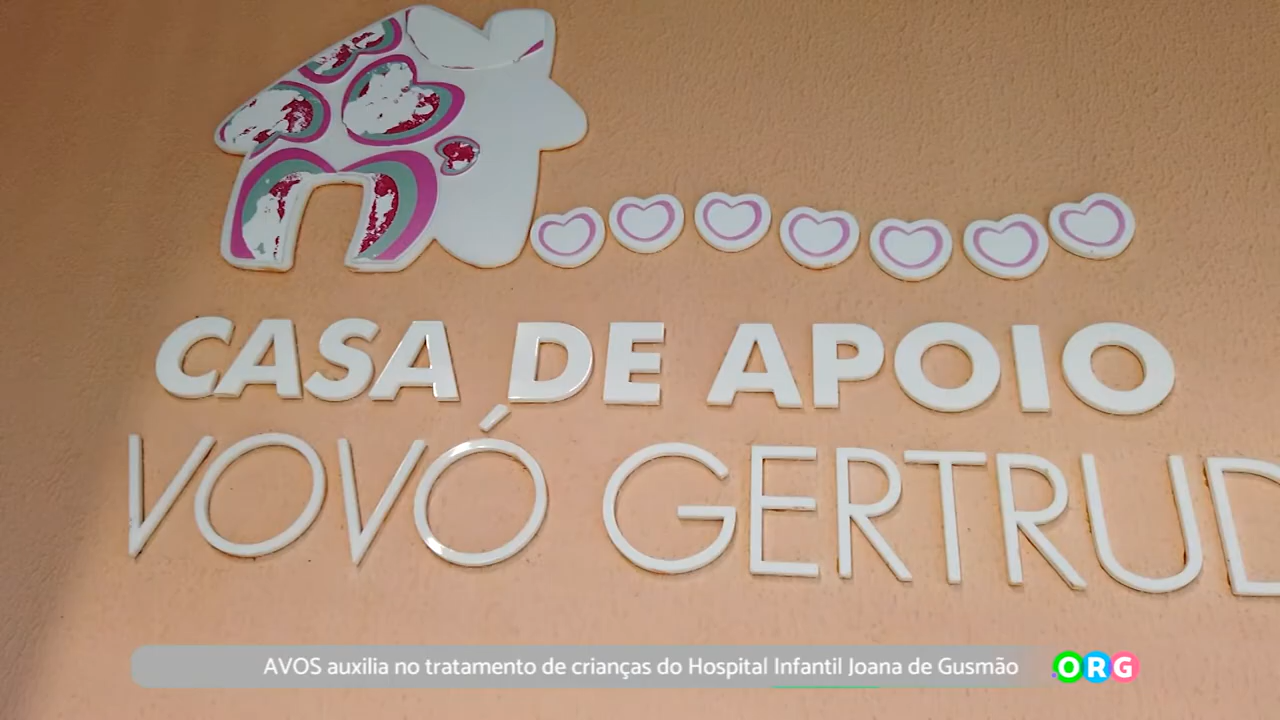 CASA DE APOIO
VOVÓ GERTRUD
AVOS auxilia no tratamento de crianças do Hospital Infantil Joana de Gusmão
.ORG